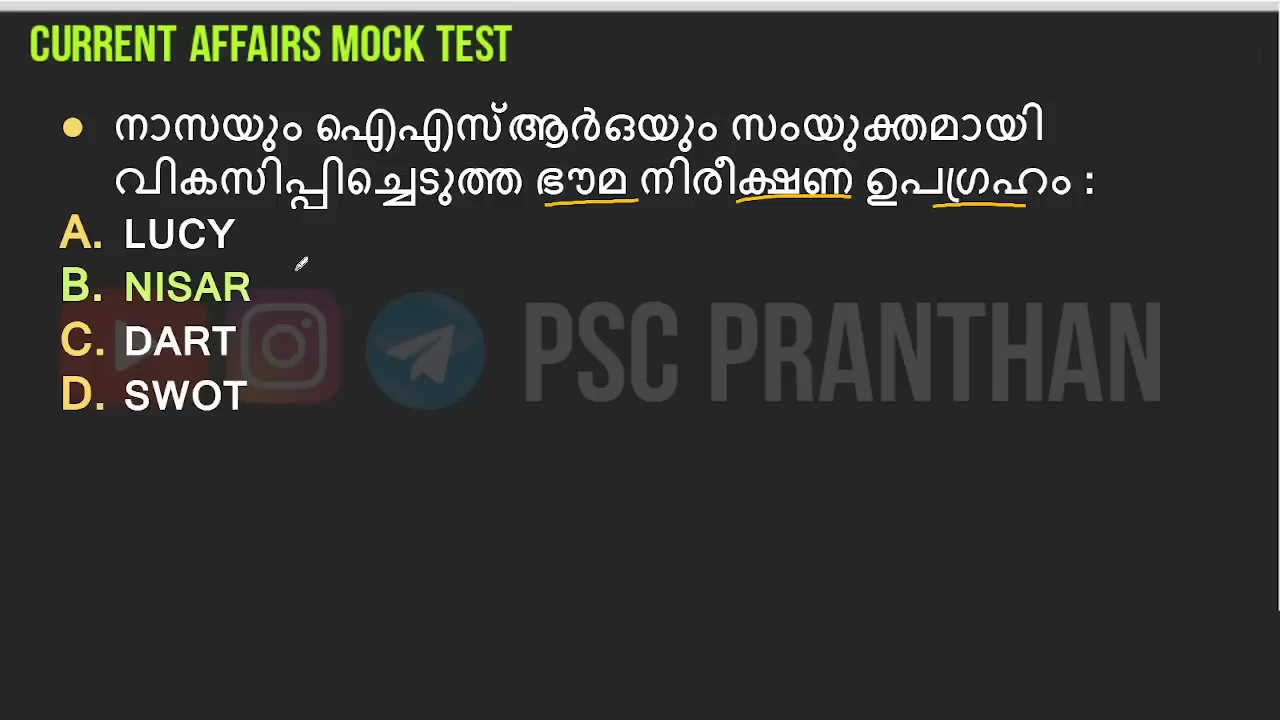 CURRENT AFFAIRS MOCK TEST
നാസയും ഐഎസ്ആർഒയും സംയുക്തമായി
വികസിപ്പിച്ചെടുത്ത ഭൗമ നിരീക്ഷണ ഉപഗ്രഹം :
A. LUCY
B. NISAR
C. DART
D. SWOT
PSC PRANTHAN